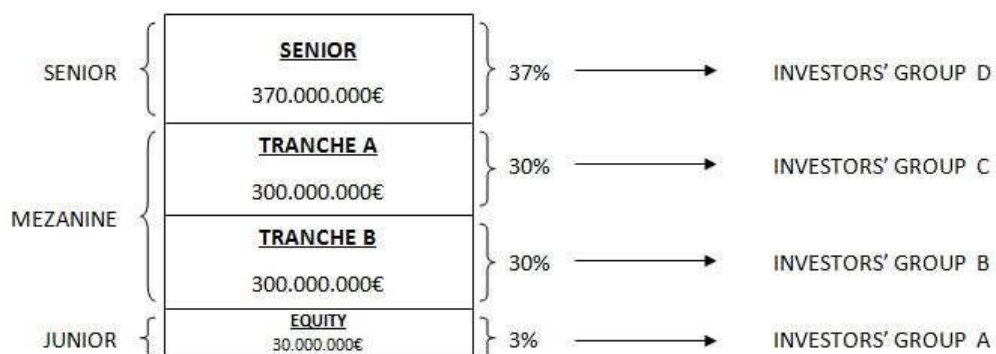 SENIOR
SENIOR
370.000.000€
37%
INVESTORS' GROUP D
MEZANINE
TRANCHE A
300.000.000€
30%
INVESTORS' GROUP C
TRANCHE B
300.000.000€
30%
INVESTORS' GROUP B
JUNIOR
EQUITY
30.000.000€
3%
INVESTORS' GROUP A